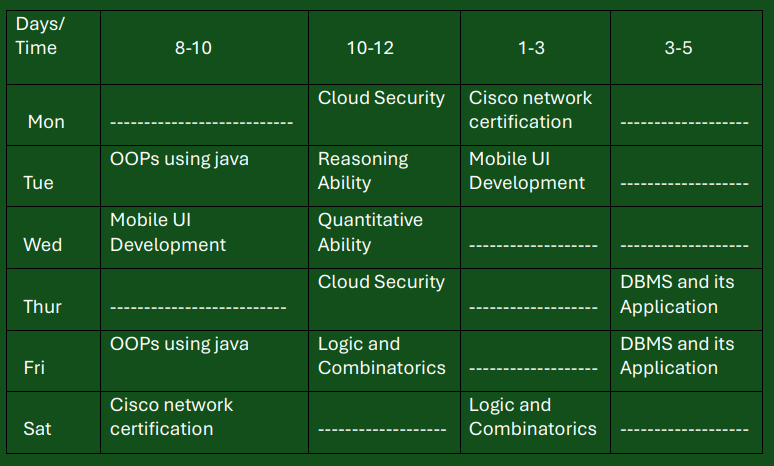 Days/
Time
8-10
10-12
1-3
3-5
Mon
---------------------------
Cloud Security
Cisco network
certification
-------------------
Tue
OOPs using java
Reasoning
Ability
Mobile UI
Development
-------------------
Wed
Mobile UI
Development
Quantitative
Ability
-------------------
-------------------
Thur
--------------------------
Cloud Security
-------------------
DBMS and its
Application
Fri
OOPs using java
Logic and
Combinatorics
-------------------
DBMS and its
Application
Sat
Cisco network
certification
-------------------
Logic and
Combinatorics
-------------------